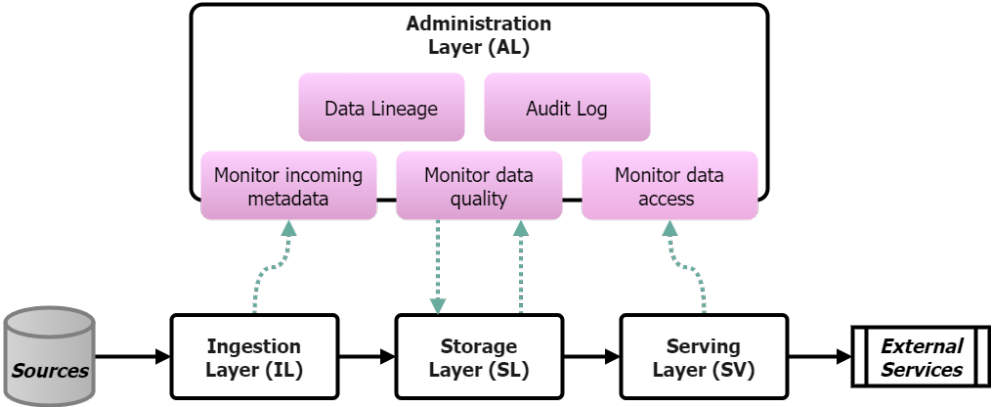 Administration
Layer (AL)
Data Lineage
Audit Log
Monitor incoming
metadata
Monitor data
quality
Monitor data
access
Sources
Ingestion
Layer (IL)
Storage
Layer (SL)
Serving
Layer (SV)
External
Services